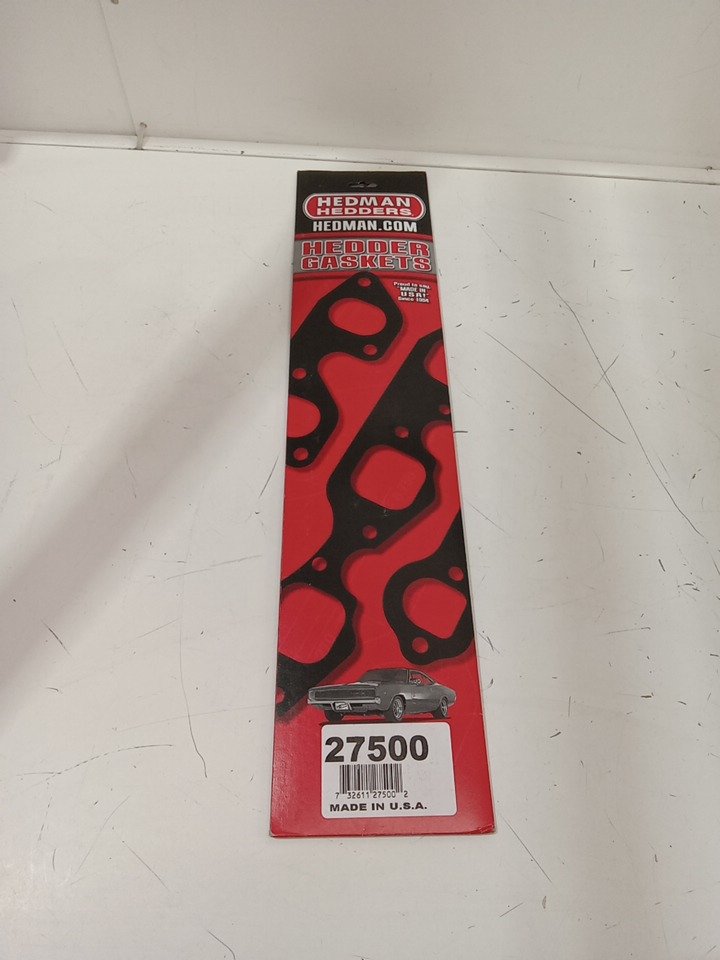 HEDMAN
HEDDERS
HEDMAN.COM
HEDDER
GASKETS
Proud to say
"MADE IN
U.S.A!"
Since 1954
27500
7 32611 27500 2
MADE IN U.S.A.